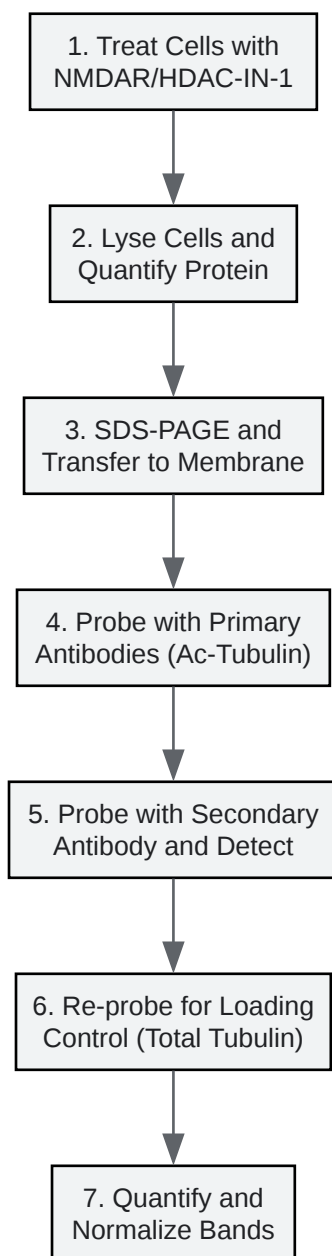 1. Treat Cells with
NMDAR/HDAC-IN-1
2. Lyse Cells and
Quantify Protein
3. SDS-PAGE and
Transfer to Membrane
4. Probe with Primary
Antibodies (Ac-Tubulin)
5. Probe with Secondary
Antibody and Detect
6. Re-probe for Loading
Control (Total Tubulin)
7. Quantify and
Normalize Bands